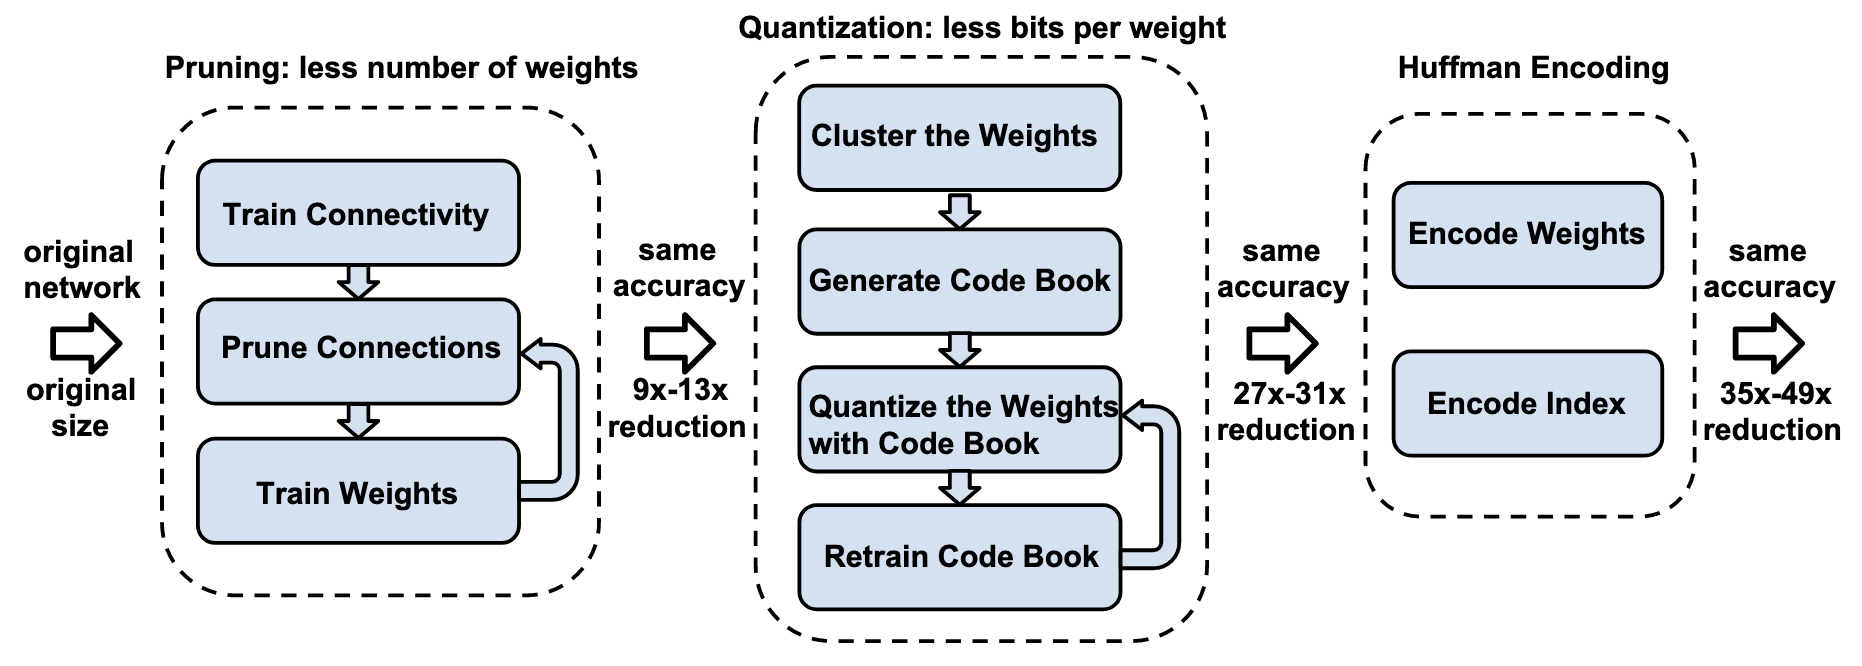 original
network
original
size
Pruning: less number of weights
Train Connectivity
Prune Connections
Train Weights
same
accuracy
9x-13x
reduction
Quantization: less bits per weight
Cluster the Weights
Generate Code Book
Quantize the Weights
with Code Book
Retrain Code Book
same
accuracy
27x-31x
reduction
Huffman Encoding
Encode Weights
Encode Index
same
accuracy
35x-49x
reduction